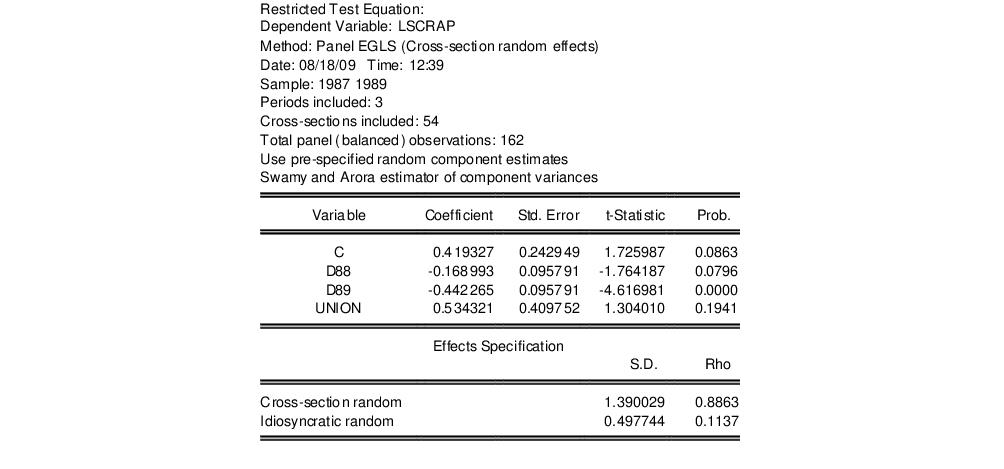 Restricted Test Equation:
Dependent Variable: LSCRAP
Method: Panel EGLS (Cross-section random effects)
Date: 08/18/09 Time: 12:39
Sample: 1987 1989
Periods included: 3
Cross-sections included: 54
Total panel (balanced) observations: 162
Use pre-specified random component estimates
Swamy and Arora estimator of component variances
Variable Coefficient Std. Error t-Statistic Prob.
C 0.419327 0.242949 1.725987 0.0863
D88 -0.168993 0.095791 -1.764187 0.0796
D89 -0.442265 0.095791 -4.616981 0.0000
UNION 0.534321 0.409752 1.304010 0.1941
Effects Specification
S.D. Rho
Cross-section random 1.390029 0.8863
Idiosyncratic random 0.497744 0.1137